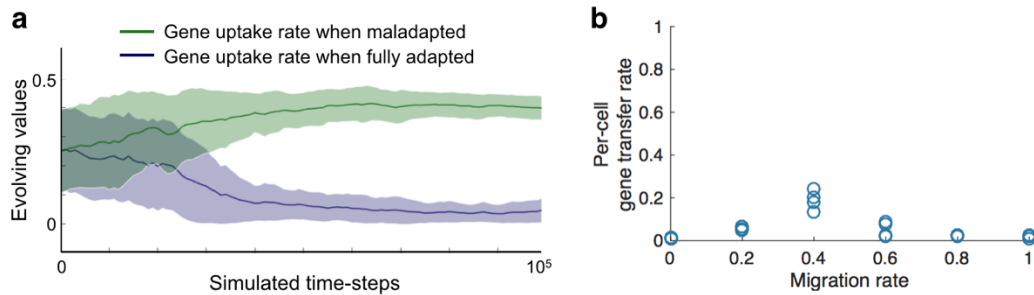 a
Gene uptake rate when maladapted
Gene uptake rate when fully adapted
Evolving values
0.5
0
0
10⁵
Simulated time-steps
b
Per-cell
gene transfer rate
1
0.8
0.6
0.4
0.2
0
0
0.2
0.4
0.6
0.8
1
Migration rate